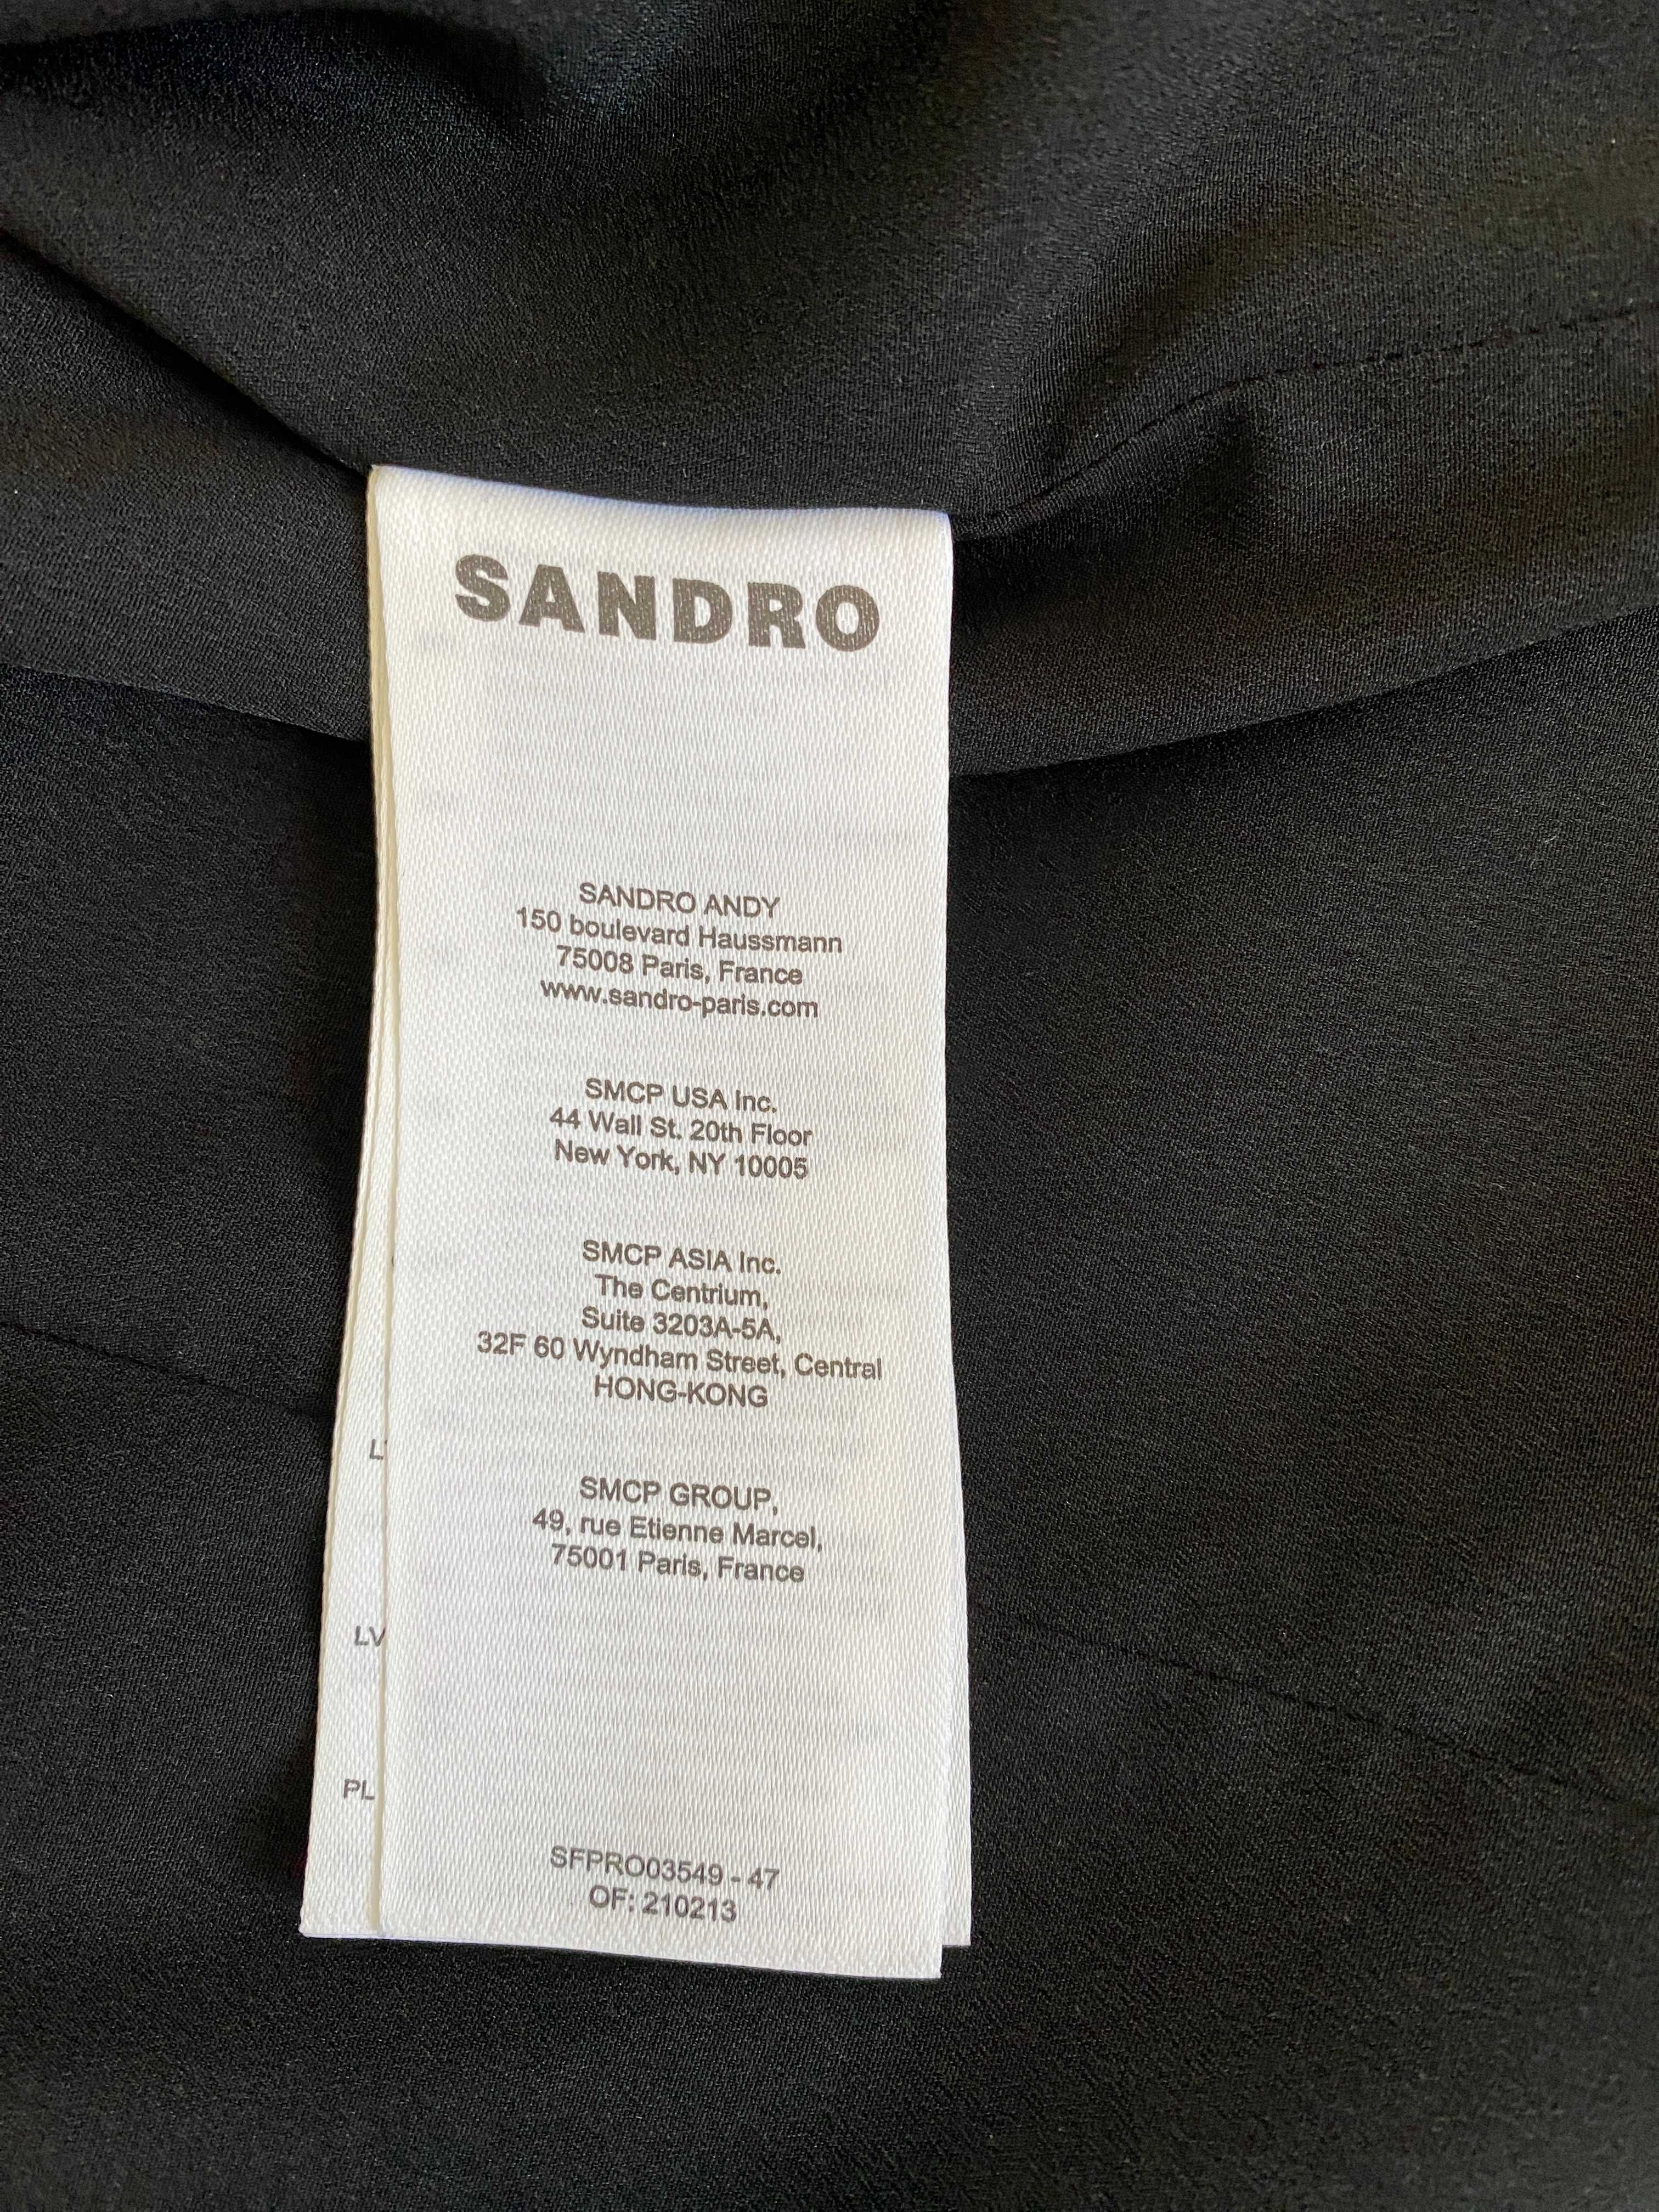 SANDRO
SANDRO ANDY
150 boulevard Haussmann
75008 Paris, France
www.sandro-paris.com
SMCP USA Inc.
44 Wall St. 20th Floor
New York, NY 10005
SMCP ASIA Inc.
The Centrium,
Suite 3203A-5A,
32F 60 Wyndham Street, Central
HONG-KONG
SMCP GROUP,
49, rue Etienne Marcel,
75001 Paris, France
SFPRO03549 - 47
OF: 210213
LV
PL